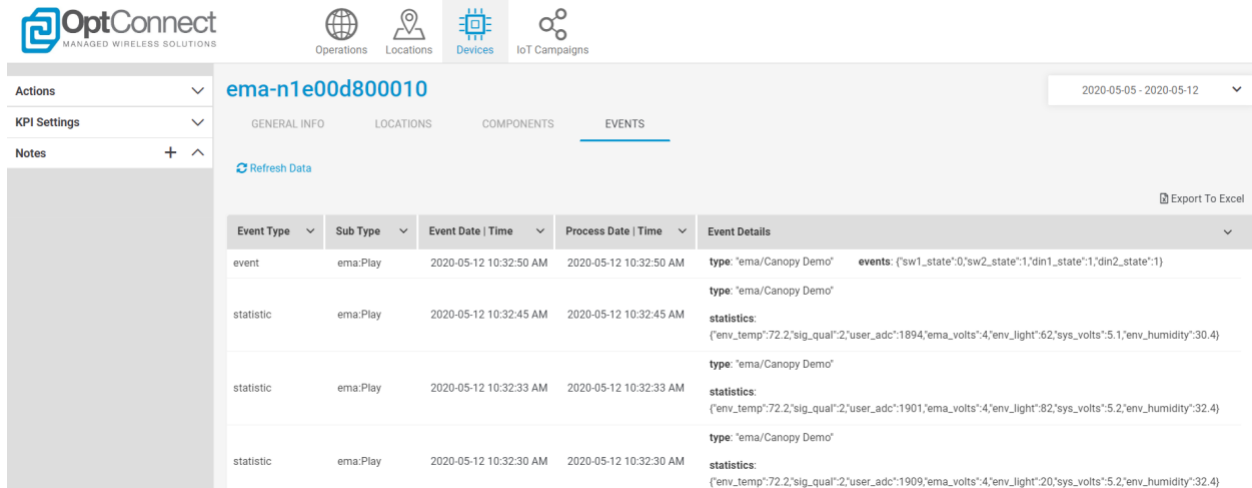 OptConnect
MANAGED WIRELESS SOLUTIONS
Operations Locations Devices IoT Campaigns
Actions
KPI Settings
Notes
ema-n1e00d800010
2020-05-05 - 2020-05-12
GENERAL INFO LOCATIONS COMPONENTS EVENTS
Refresh Data
Export To Excel
Event Type Sub Type Event Date | Time Process Date | Time Event Details
event ema:Play 2020-05-12 10:32:50 AM 2020-05-12 10:32:50 AM type: "ema/Canopy Demo" events: {"sw1_state":0,"sw2_state":1,"din1_state":1,"din2_state":1}
type: "ema/Canopy Demo"
statistic ema:Play 2020-05-12 10:32:45 AM 2020-05-12 10:32:45 AM statistics:
{"env_temp":72.2,"sig_qual":2,"user_adc":1894,"ema_volts":4,"env_light":62,"sys_volts":5.1,"env_humidity":30.4}
type: "ema/Canopy Demo"
statistic ema:Play 2020-05-12 10:32:33 AM 2020-05-12 10:32:33 AM statistics:
{"env_temp":72.2,"sig_qual":2,"user_adc":1901,"ema_volts":4,"env_light":82,"sys_volts":5.2,"env_humidity":32.4}
type: "ema/Canopy Demo"
statistic ema:Play 2020-05-12 10:32:30 AM 2020-05-12 10:32:30 AM statistics:
{"env_temp":72.2,"sig_qual":2,"user_adc":1909,"ema_volts":4,"env_light":20,"sys_volts":5.2,"env_humidity":32.4}